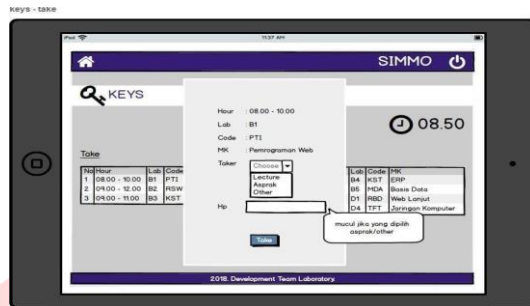 Keys - take
iPad
11:37 AM
SIMMO
KEYS
08.50
Hour : 08.00 - 10.00
Lab : B1
Code : PTI
MK : Pemrograman Web
Taker Choose
Lecture
Asprak
Other
Hp
mucul jika yang dipilih
asprak/other
Take
Take
No Hour Lab Code
1 08.00 - 10.00 B1 PTI
2 09.00 - 12.00 B2 RSW
3 09.00 - 11.00 B3 KST
Lab Code MK
B4 KST ERP
B5 MDA Basis Data
D1 RBD Web Lanjut
D4 TFT Jaringan Komputer
2018. Development Team Laboratory